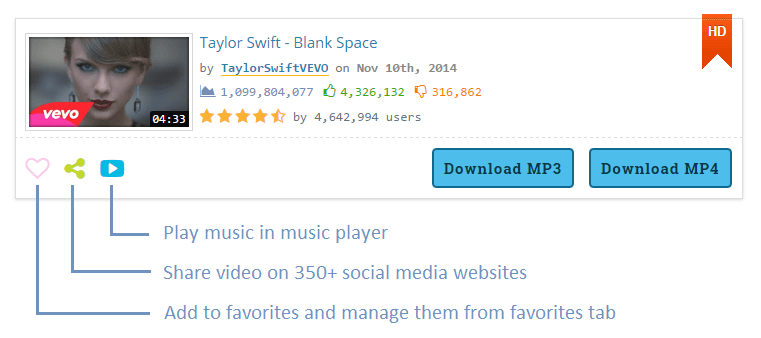 HD
Taylor Swift - Blank Space
by TaylorSwiftVEVO on Nov 10th, 2014
1,099,804,077 4,326,132 316,862
by 4,642,994 users
vevo
04:33
Download MP3 Download MP4
Play music in music player
Share video on 350+ social media websites
Add to favorites and manage them from favorites tab